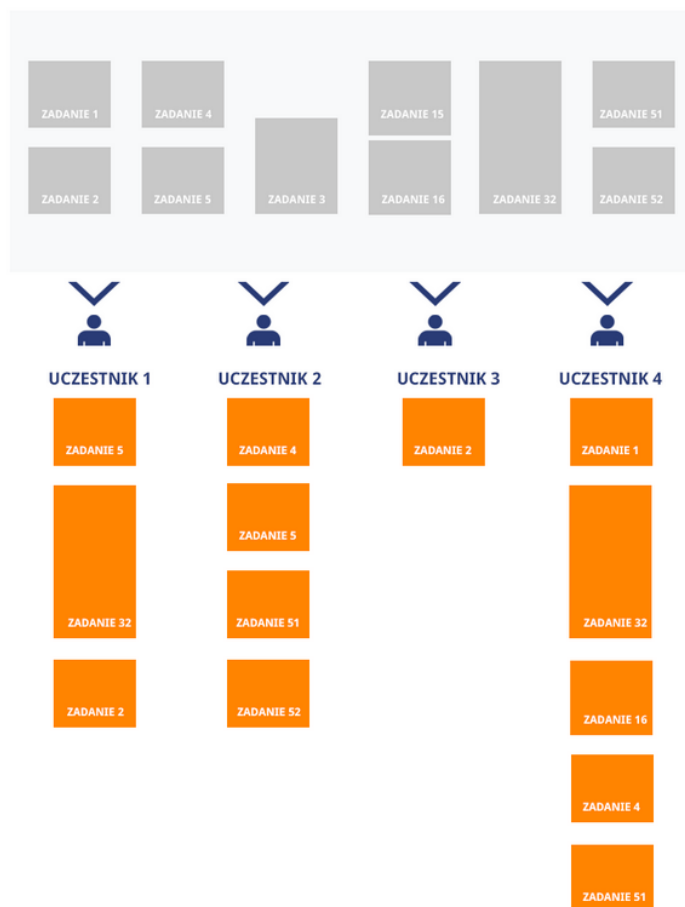 ZADANIE 1
ZADANIE 4
ZADANIE 15
ZADANIE 51
ZADANIE 2
ZADANIE 5
ZADANIE 3
ZADANIE 16
ZADANIE 32
ZADANIE 52
UCZESTNIK 1
UCZESTNIK 2
UCZESTNIK 3
UCZESTNIK 4
ZADANIE 5
ZADANIE 32
ZADANIE 2
ZADANIE 4
ZADANIE 5
ZADANIE 51
ZADANIE 52
ZADANIE 2
ZADANIE 1
ZADANIE 32
ZADANIE 16
ZADANIE 4
ZADANIE 51